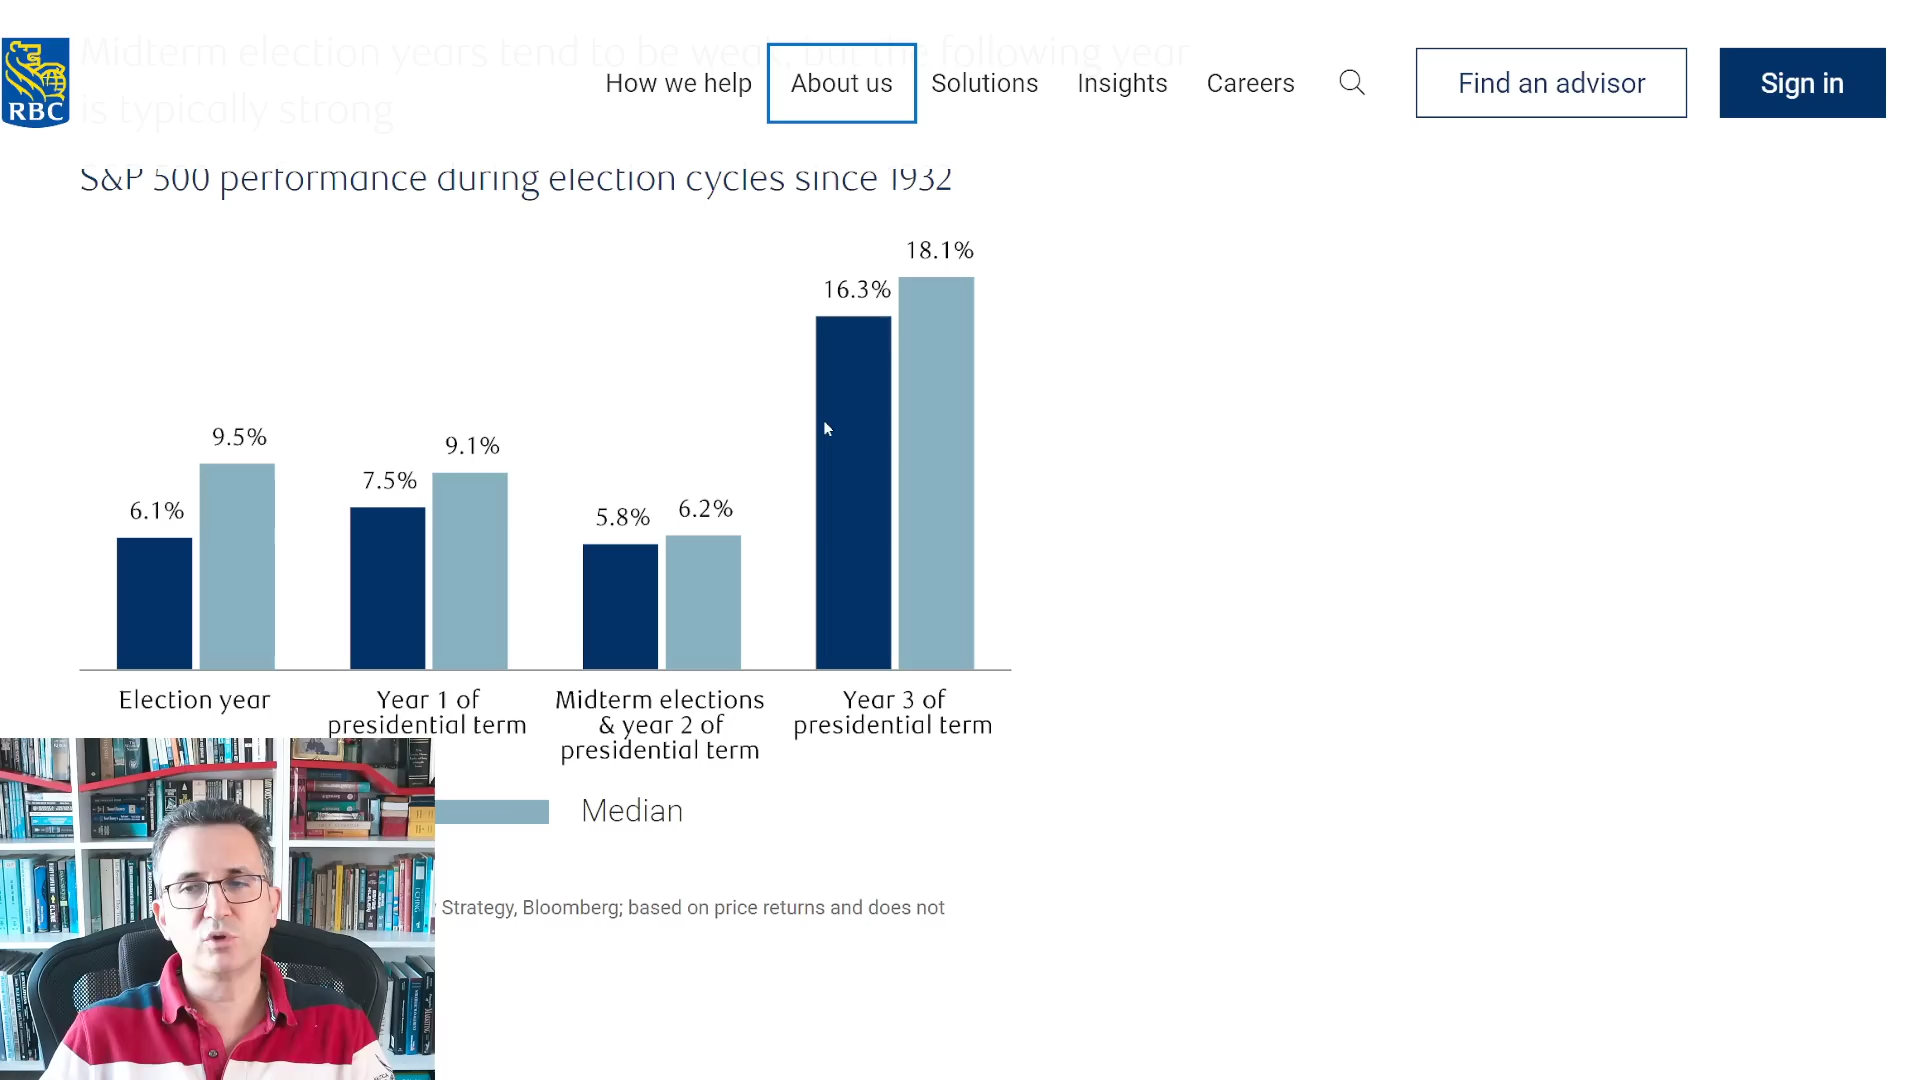 Midterm election years tend to be weak, but the following year
is typically strong
RBC
How we help
About us
Solutions
Insights
Careers
Find an advisor
Sign in
S&P 500 performance during election cycles since 1932
6.1%
9.5%
7.5%
9.1%
5.8%
6.2%
16.3%
18.1%
Election year
Year 1 of
presidential term
Midterm elections
& year 2 of
presidential term
Year 3 of
presidential term
Median
Strategy, Bloomberg; based on price returns and does not